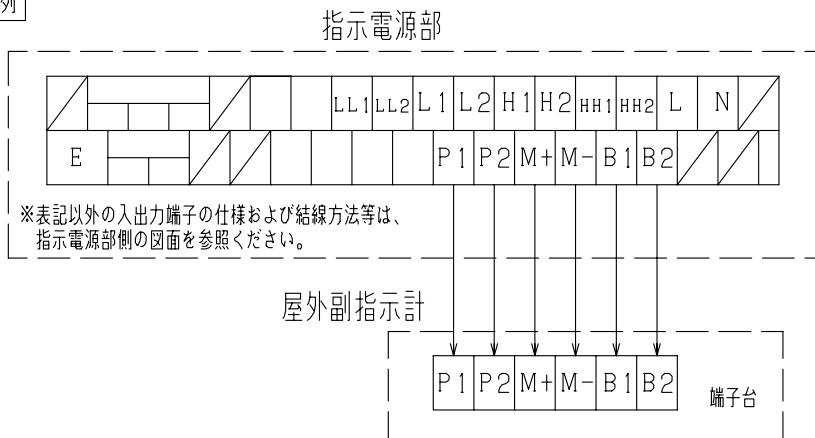 列
指示電源部
LL1 LL2 L1 L2 H1 H2 HH1 HH2 L N
E P1 P2 M+ M- B1 B2
※表記以外の入出力端子の仕様および結線方法等は、
指示電源部側の図面を参照ください。
屋外副指示計
P1 P2 M+ M- B1 B2
端子台